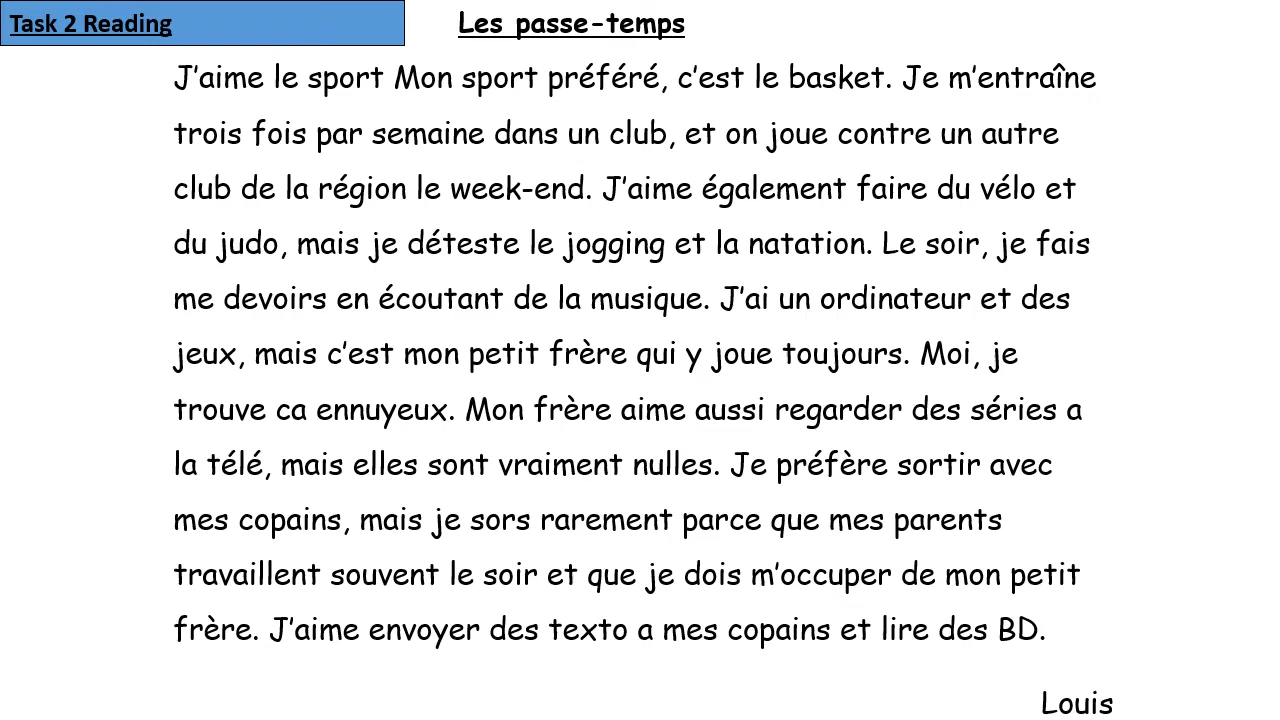 Task 2 Reading
Les passe-temps
J’aime le sport Mon sport préféré, c’est le basket. Je m’entraîne
trois fois par semaine dans un club, et on joue contre un autre
club de la région le week-end. J’aime également faire du vélo et
du judo, mais je déteste le jogging et la natation. Le soir, je fais
me devoirs en écoutant de la musique. J’ai un ordinateur et des
jeux, mais c’est mon petit frère qui y joue toujours. Moi, je
trouve ca ennuyeux. Mon frère aime aussi regarder des séries a
la télé, mais elles sont vraiment nulles. Je préfère sortir avec
mes copains, mais je sors rarement parce que mes parents
travaillent souvent le soir et que je dois m’occuper de mon petit
frère. J’aime envoyer des texto a mes copains et lire des BD.
Louis